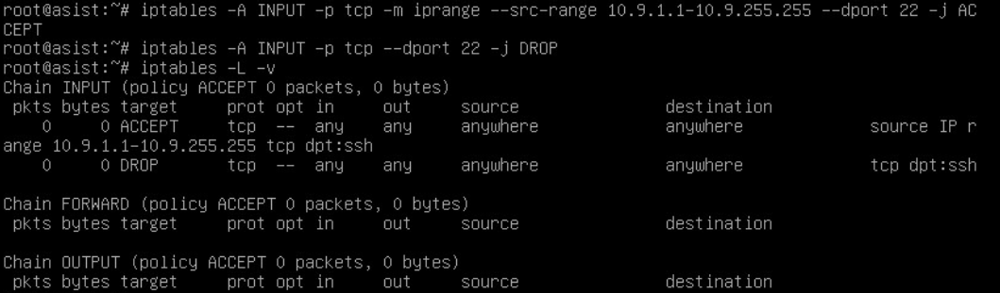 root@asist:~# iptables -A INPUT -p tcp -m iprange --src-range 10.9.1.1-10.9.255.255 --dport 22 -j AC
CEPT
root@asist:~# iptables -A INPUT -p tcp --dport 22 -j DROP
root@asist:~# iptables -L -v
Chain INPUT (policy ACCEPT 0 packets, 0 bytes)
 pkts bytes target     prot opt in     out     source               destination
    0     0 ACCEPT     tcp  --  any    any     anywhere             anywhere             source IP r
ange 10.9.1.1-10.9.255.255 tcp dpt:ssh
    0     0 DROP       tcp  --  any    any     anywhere             anywhere             tcp dpt:ssh

Chain FORWARD (policy ACCEPT 0 packets, 0 bytes)
 pkts bytes target     prot opt in     out     source               destination

Chain OUTPUT (policy ACCEPT 0 packets, 0 bytes)
 pkts bytes target     prot opt in     out     source               destination